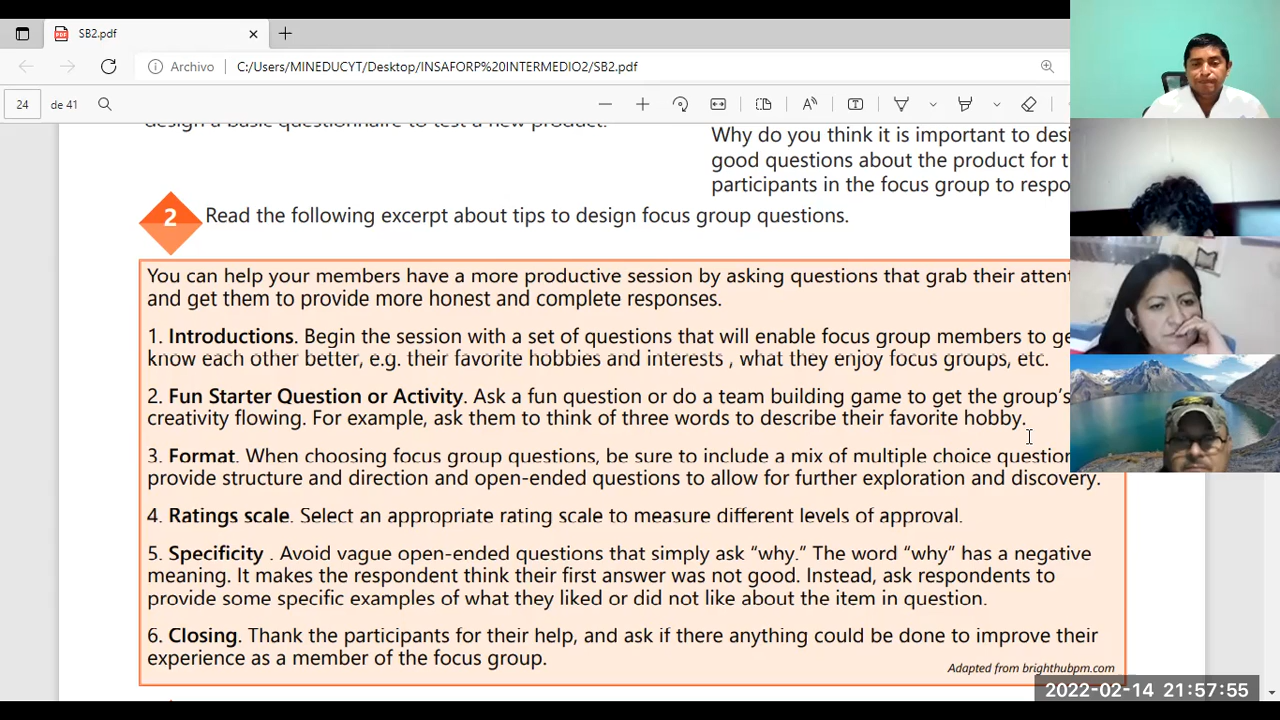 SB2.pdf
Archivo C:/Users/MINEDUCYT/Desktop/INSAFORP%20INTERMEDIO2/SB2.pdf
24 de 41
design a basic questionnaire to test a new product.
Why do you think it is important to desi
good questions about the product for t
participants in the focus group to respo
2 Read the following excerpt about tips to design focus group questions.
You can help your members have a more productive session by asking questions that grab their attent
and get them to provide more honest and complete responses.
1. Introductions. Begin the session with a set of questions that will enable focus group members to ge
know each other better, e.g. their favorite hobbies and interests , what they enjoy focus groups, etc.
2. Fun Starter Question or Activity. Ask a fun question or do a team building game to get the group's
creativity flowing. For example, ask them to think of three words to describe their favorite hobby.
3. Format. When choosing focus group questions, be sure to include a mix of multiple choice question
provide structure and direction and open-ended questions to allow for further exploration and discovery.
4. Ratings scale. Select an appropriate rating scale to measure different levels of approval.
5. Specificity . Avoid vague open-ended questions that simply ask “why.” The word “why” has a negative
meaning. It makes the respondent think their first answer was not good. Instead, ask respondents to
provide some specific examples of what they liked or did not like about the item in question.
6. Closing. Thank the participants for their help, and ask if there anything could be done to improve their
experience as a member of the focus group.
Adapted from brighthubpm.com
2022-02-14 21:57:55